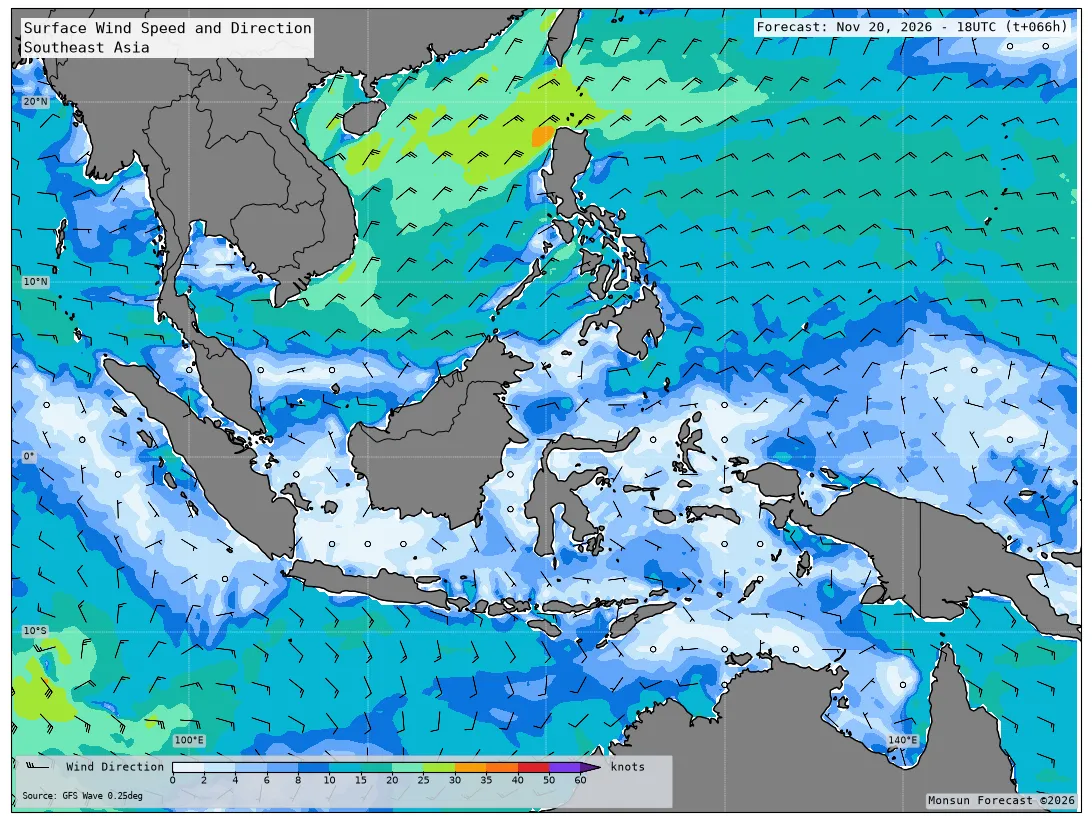 Surface Wind Speed and Direction
Southeast Asia
Forecast: Nov 20, 2026 - 18UTC (t+066h)
20°N
10°N
0°
10°S
100°E
140°E
Wind Direction
0 2 4 6 8 10 15 20 25 30 35 40 50 60
knots
Source: GFS Wave 0.25deg
Monsun Forecast ©2026